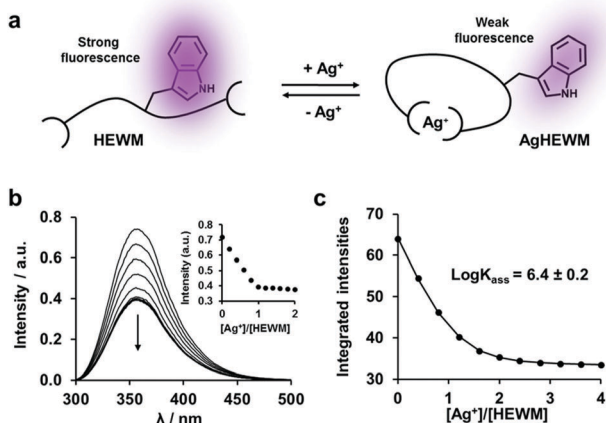 a
Strong
fluorescence
Weak
fluorescence
+ Ag⁺
- Ag⁺
NH
NH
Ag⁺
HEWM
AgHEWM
b
Intensity / a.u.
0.8
0.6
0.4
0.2
0.0
300 350 400 450 500
λ / nm
Intensity (a.u.)
0.8
0.7
0.6
0.5
0.4
0.3
0 1 2
[Ag⁺]/[HEWM]
c
Integrated intensities
70
60
50
40
30
LogKₐₛₛ = 6.4 ± 0.2
0 1 2 3 4
[Ag⁺]/[HEWM]